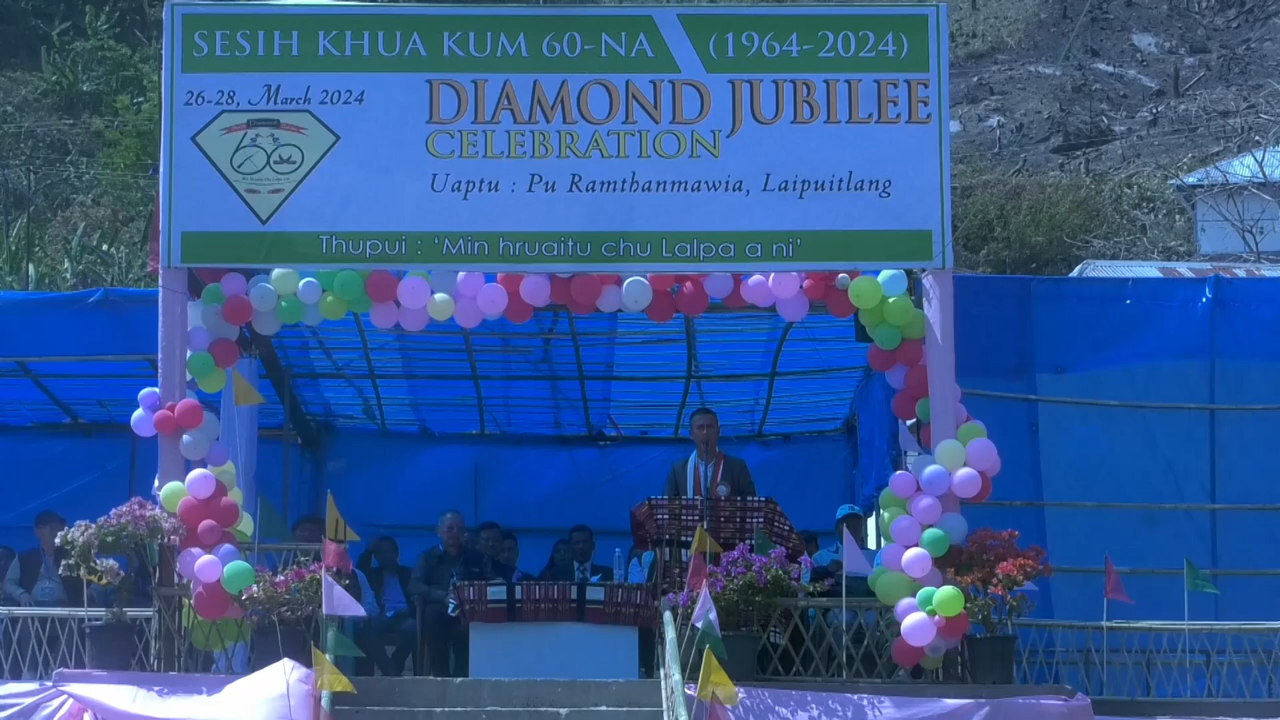 SESIH KHUA KUM 60-NA (1964-2024)
26-28, March 2024
DIAMOND JUBILEE
CELEBRATION
Uaptu : Pu Ramthanmawia, Laipuitlang
Thupui : ‘Min hruaitu chu Lalpa a ni’